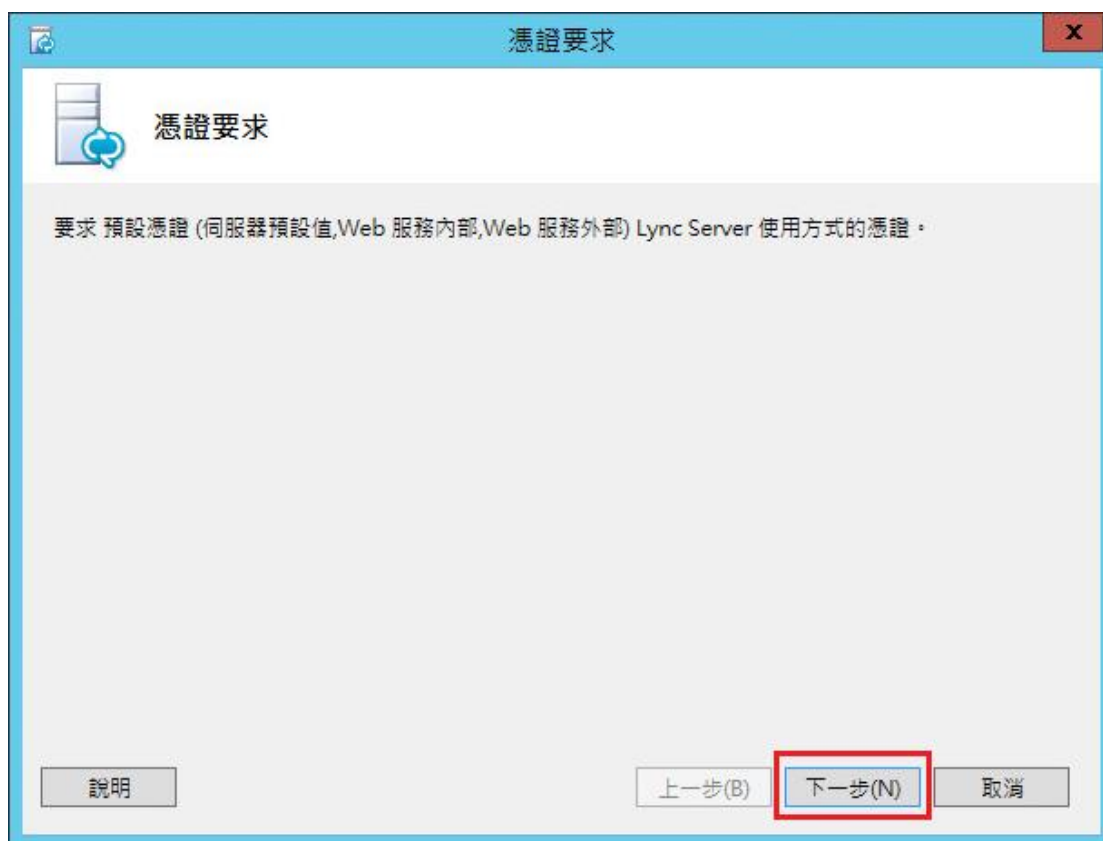 憑證要求
x
憑證要求
要求 預設憑證 (伺服器預設值,Web 服務內部,Web 服務外部) Lync Server 使用方式的憑證。
說明
上一步(B)
下一步(N)
取消